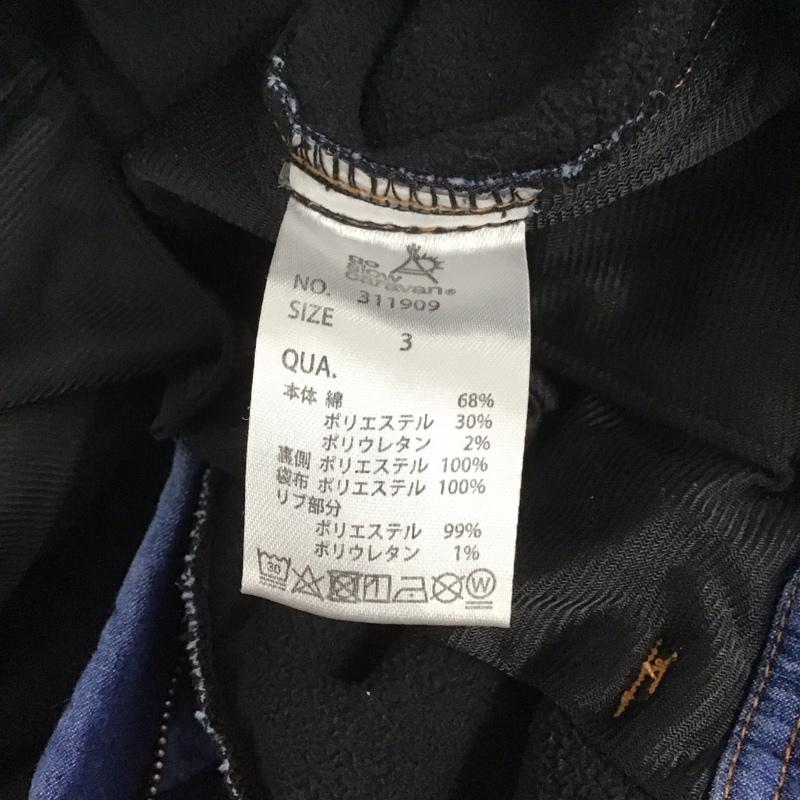 go
slow
caravan®
NO. 311909
SIZE
3
QUA.
本体 綿 68%
ポリエステル 30%
ポリウレタン 2%
裏側 ポリエステル 100%
袋布 ポリエステル 100%
リブ部分
ポリエステル 99%
ポリウレタン 1%
30
W